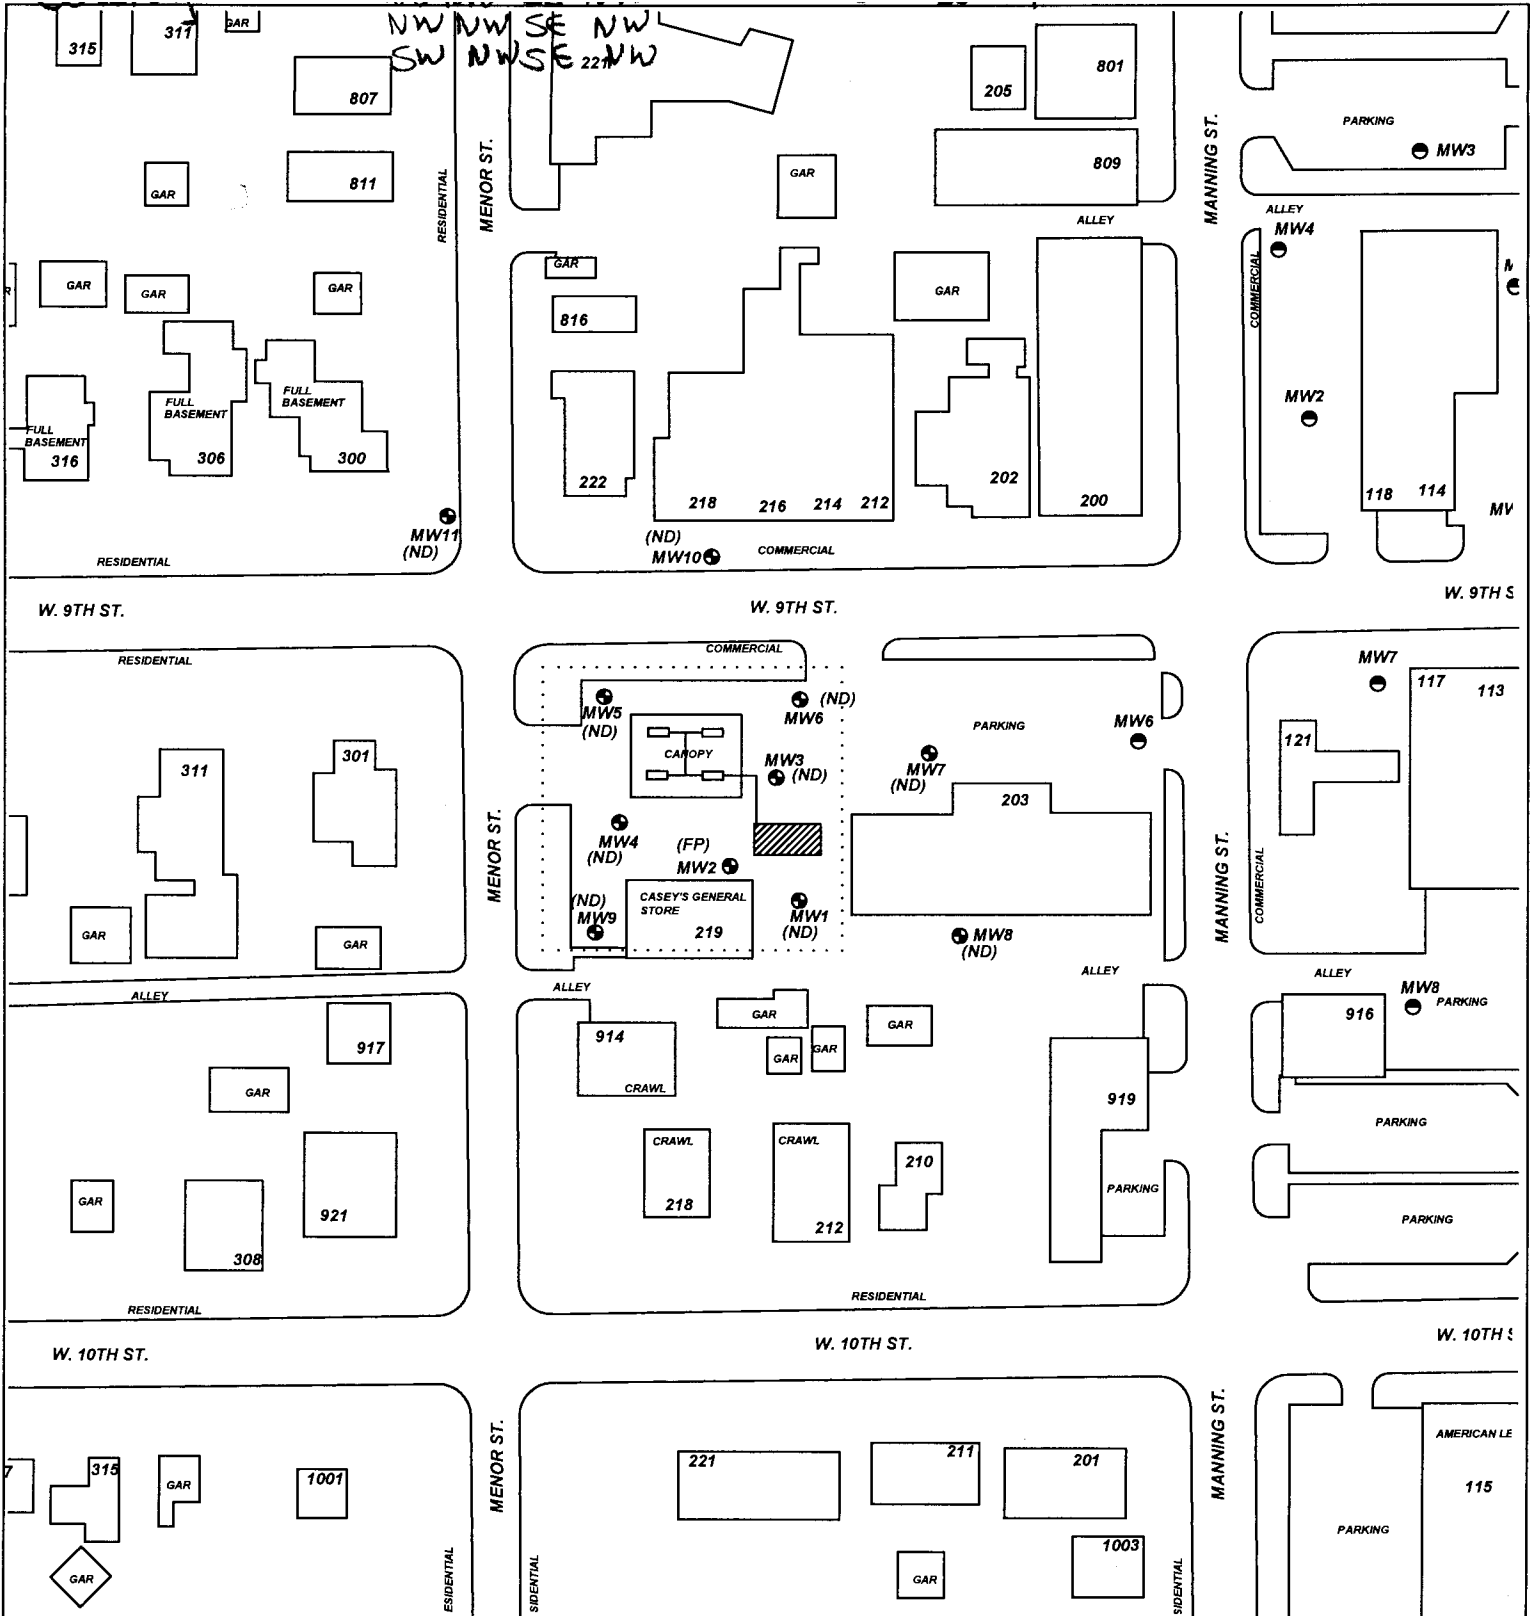 NW NW SE NW
SW NW SE NW
315
311
GAR
221
807
205
801
PARKING
MW3
GAR
811
GAR
809
RESIDENTIAL
MENOR ST.
MANNING ST.
ALLEY
ALLEY
MW4
GAR
GAR
GAR
GAR
GAR
COMMERCIAL
816
FULL
BASEMENT
316
FULL
BASEMENT
306
FULL
BASEMENT
300
222
218
216
214
212
202
200
MW2
118
114
MW11
(ND)
(ND)
MW10
COMMERCIAL
RESIDENTIAL
W. 9TH ST.
W. 9TH ST.
W. 9TH S
RESIDENTIAL
COMMERCIAL
MW5
(ND)
MW6
(ND)
CANOPY
MW3
(ND)
PARKING
MW7
(ND)
MW6
MW7
117
113
121
311
301
203
MENOR ST.
MW4
(ND)
(FP)
MW2
MANNING ST.
COMMERCIAL
CASEY'S GENERAL
STORE
219
(ND)
MW9
MW1
(ND)
MW8
(ND)
GAR
GAR
ALLEY
ALLEY
ALLEY
ALLEY
MW8
PARKING
916
917
914
CRAWL
GAR
GAR
GAR
GAR
GAR
919
PARKING
CRAWL
218
CRAWL
212
210
PARKING
PARKING
GAR
308
921
RESIDENTIAL
RESIDENTIAL
W. 10TH ST.
W. 10TH ST.
W. 10TH
MENOR ST.
MANNING ST.
315
GAR
1001
221
211
201
AMERICAN LE
115
PARKING
1003
GAR
GAR
ESIDENTIAL
SIDENTIAL
SIDENTIAL